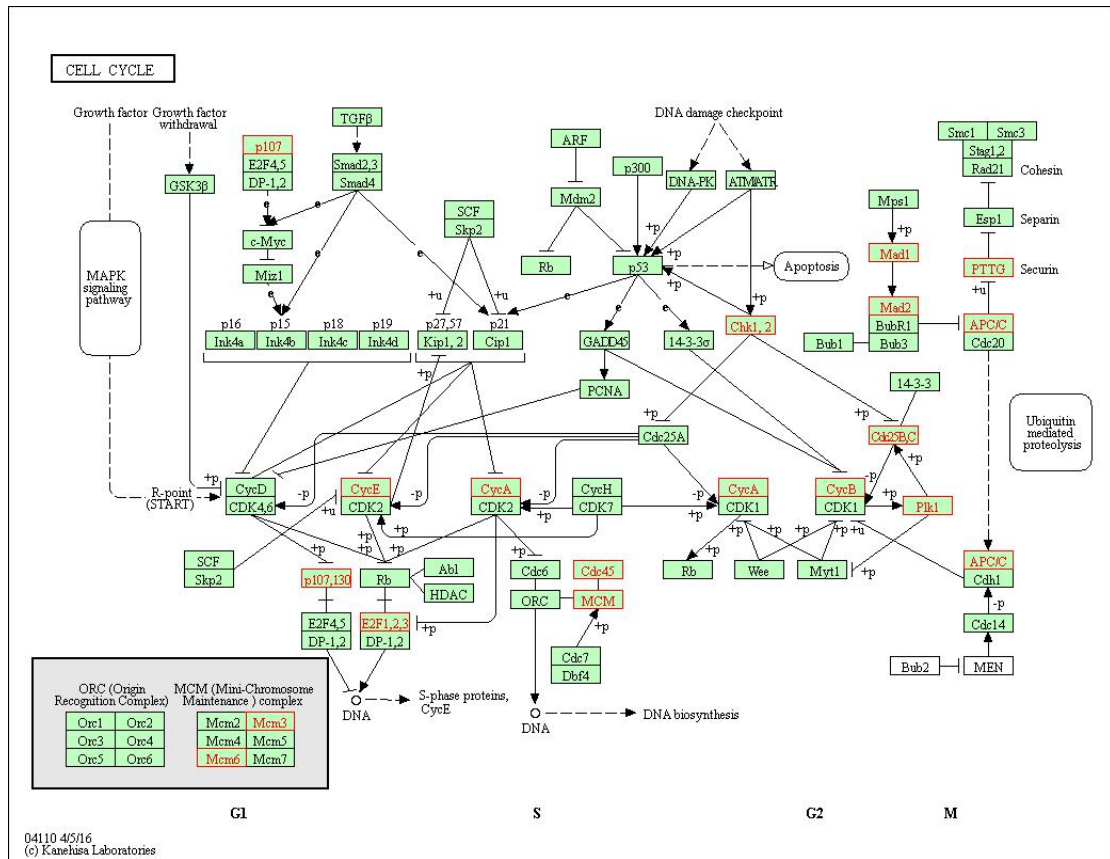 CELL CYCLE
Growth factor
Growth factor
withdrawal
TGFβ
DNA damage checkpoint
Smc1
Smc3
Stag1,2
Rad21
Cohesin
p107
E2F4,5
DP-1,2
Smad2,3
Smad4
ARF
p300
DNA-PK
ATM/ATR
GSK3β
Mdm2
Mps1
+p
Esp1
Separin
e
e
e
SCF
Skp2
+p
c-Myc
Rb
p53
Apoptosis
Mad1
PTTG
Securin
MAPK
signaling
pathway
Miz1
e
e
+u
+u
e
+p
+p
+u
e
e
Mad2
BubR1
Bub3
Bub1
APC/C
Cdc20
p16
Ink4a
p15
Ink4b
p18
Ink4c
p19
Ink4d
p27,57
Kip1, 2
p21
Cip1
GADD45
14-3-3σ
Chk1, 2
+p
PCNA
14-3-3
+p
+p
Cdc25A
Cdc25B,C
Ubiquitin
mediated
proteolysis
R-point
(START)
+p
CycD
CDK4,6
-p
CycE
CDK2
-p
CycA
CDK2
-p
CycH
CDK7
+p
+p
-p
CycA
CDK1
CycB
CDK1
-p
+p
+p
Plk1
+u
+p
+p
+p
+p
+p
+p
+p
+u
SCF
Skp2
p107,130
Rb
Abl
HDAC
Cdc6
Cdc45
Rb
Wee
Myt1
+p
APC/C
Cdh1
ORC
MCM
-p
E2F4,5
DP-1,2
E2F1,2,3
DP-1,2
+p
+p
Cdc14
Cdc7
Dbf4
Bub2
MEN
ORC (Origin
Recognition Complex)
MCM (Mini-Chromosome
Maintenance ) complex
Orc1
Orc2
Mcm2
Mcm3
Orc3
Orc4
Mcm4
Mcm5
Orc5
Orc6
Mcm6
Mcm7
DNA
S-phase proteins,
CycE
DNA
DNA biosynthesis
G1
S
G2
M
04110 4/5/16
(c) Kanehisa Laboratories